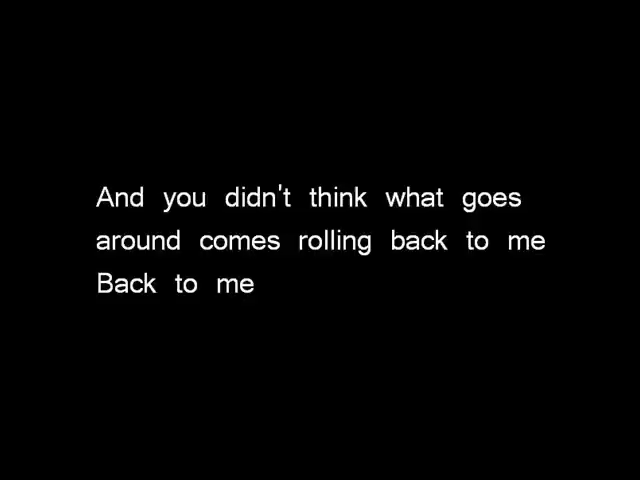 And you didn't think what goes
around comes rolling back to me
Back to me